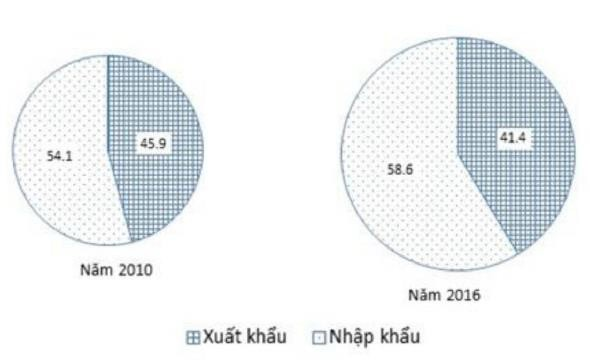 54.1
45.9
58.6
41.4
Năm 2010
Năm 2016
Xuất khẩu
Nhập khẩu